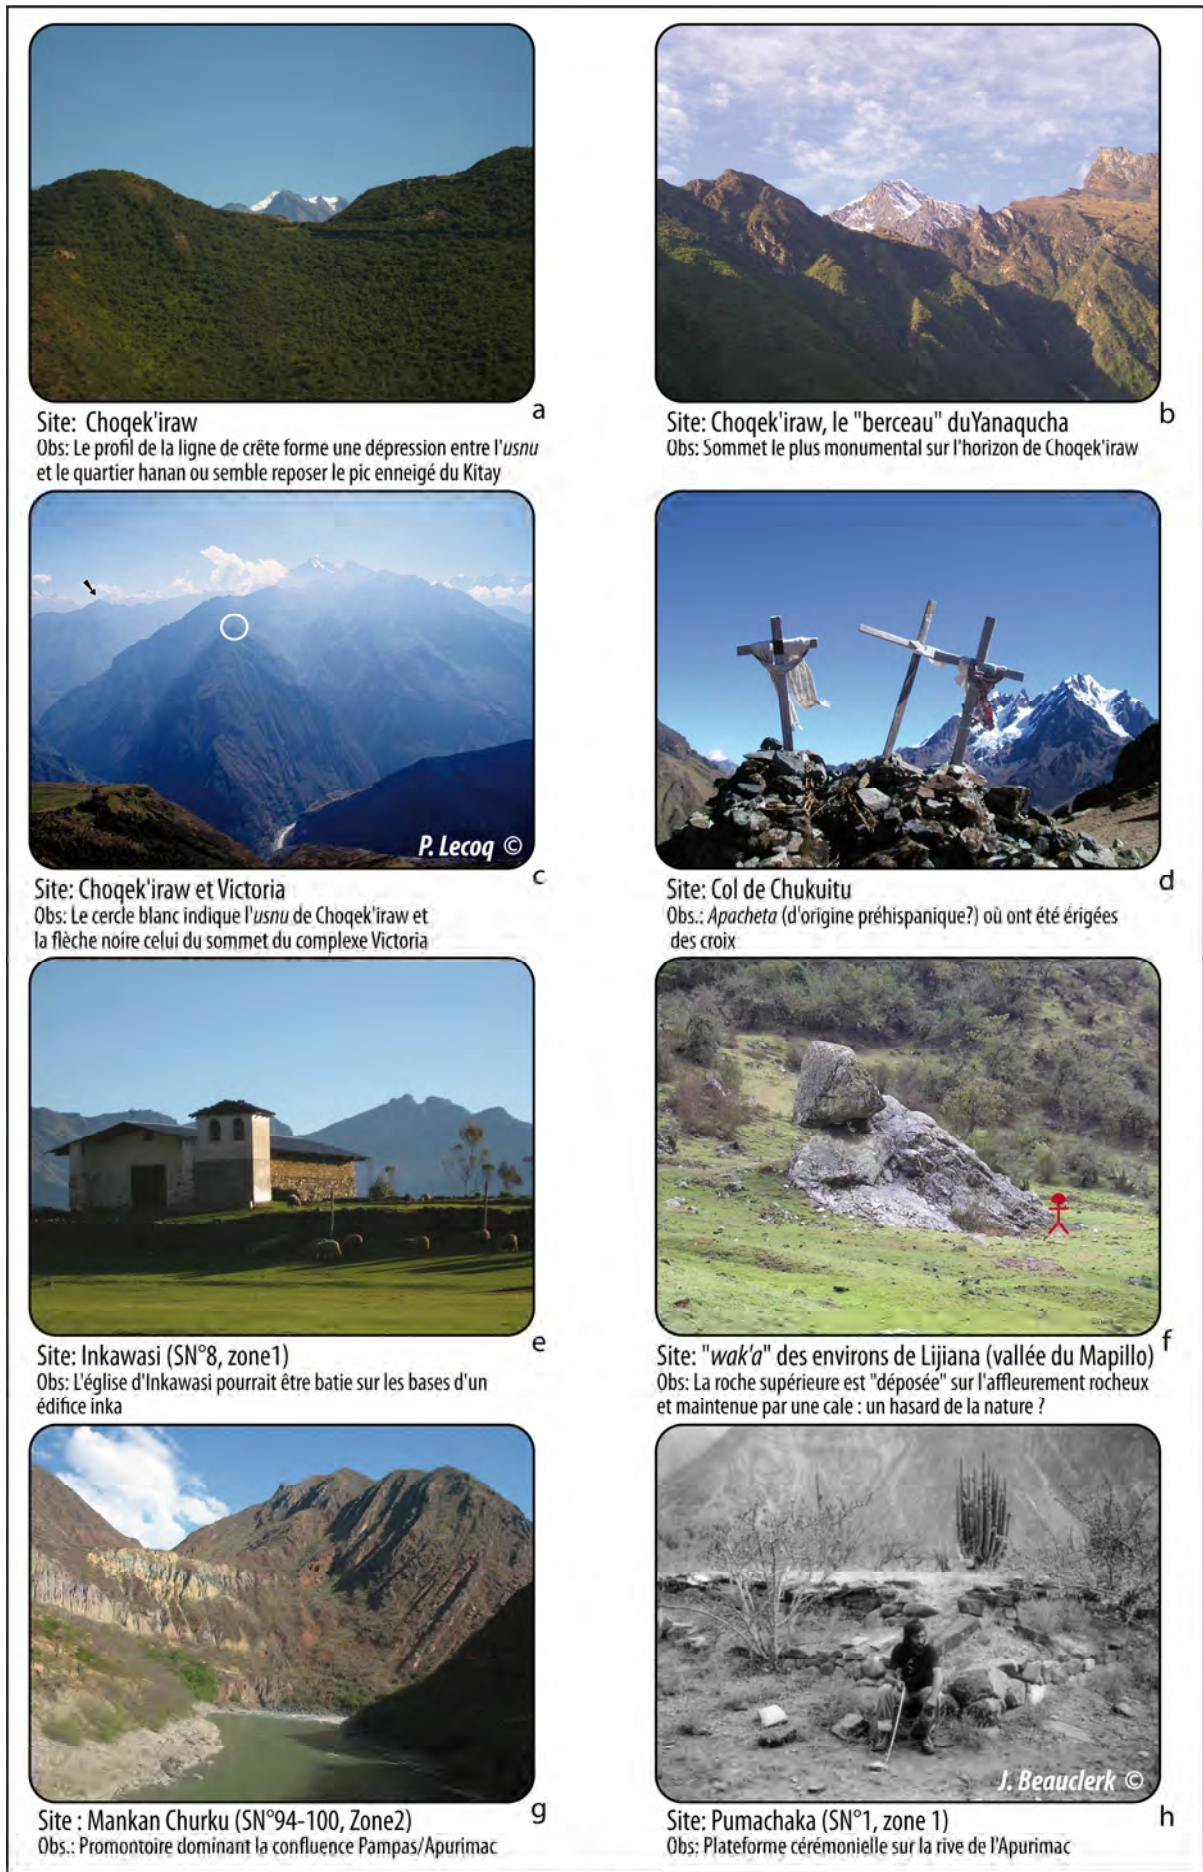 a
Site: Choqek'iraw
Obs: Le profil de la ligne de crête forme une dépression entre l'usnu
et le quartier hanan ou semble reposer le pic enneigé du Kitay
b
Site: Choqek'iraw, le "berceau" duYanaqucha
Obs: Sommet le plus monumental sur l'horizon de Choqek'iraw
P. Lecoq ©
c
Site: Choqek'iraw et Victoria
Obs: Le cercle blanc indique l'usnu de Choqek'iraw et
la flèche noire celui du sommet du complexe Victoria
d
Site: Col de Chukuitu
Obs.: Apacheta (d'origine préhispanique?) où ont été érigées
des croix
e
Site: Inkawasi (SN°8, zone1)
Obs: L'église d'Inkawasi pourrait être batie sur les bases d'un
édifice inka
f
Site: "wak'a" des environs de Lijiana (vallée du Mapillo)
Obs: La roche supérieure est "déposée" sur l'affleurement rocheux
et maintenue par une cale : un hasard de la nature ?
g
Site : Mankan Churku (SN°94-100, Zone2)
Obs.: Promontoire dominant la confluence Pampas/Apurimac
J. Beauclerk ©
h
Site: Pumachaka (SN°1, zone 1)
Obs: Plateforme cérémonielle sur la rive de l'Apurimac